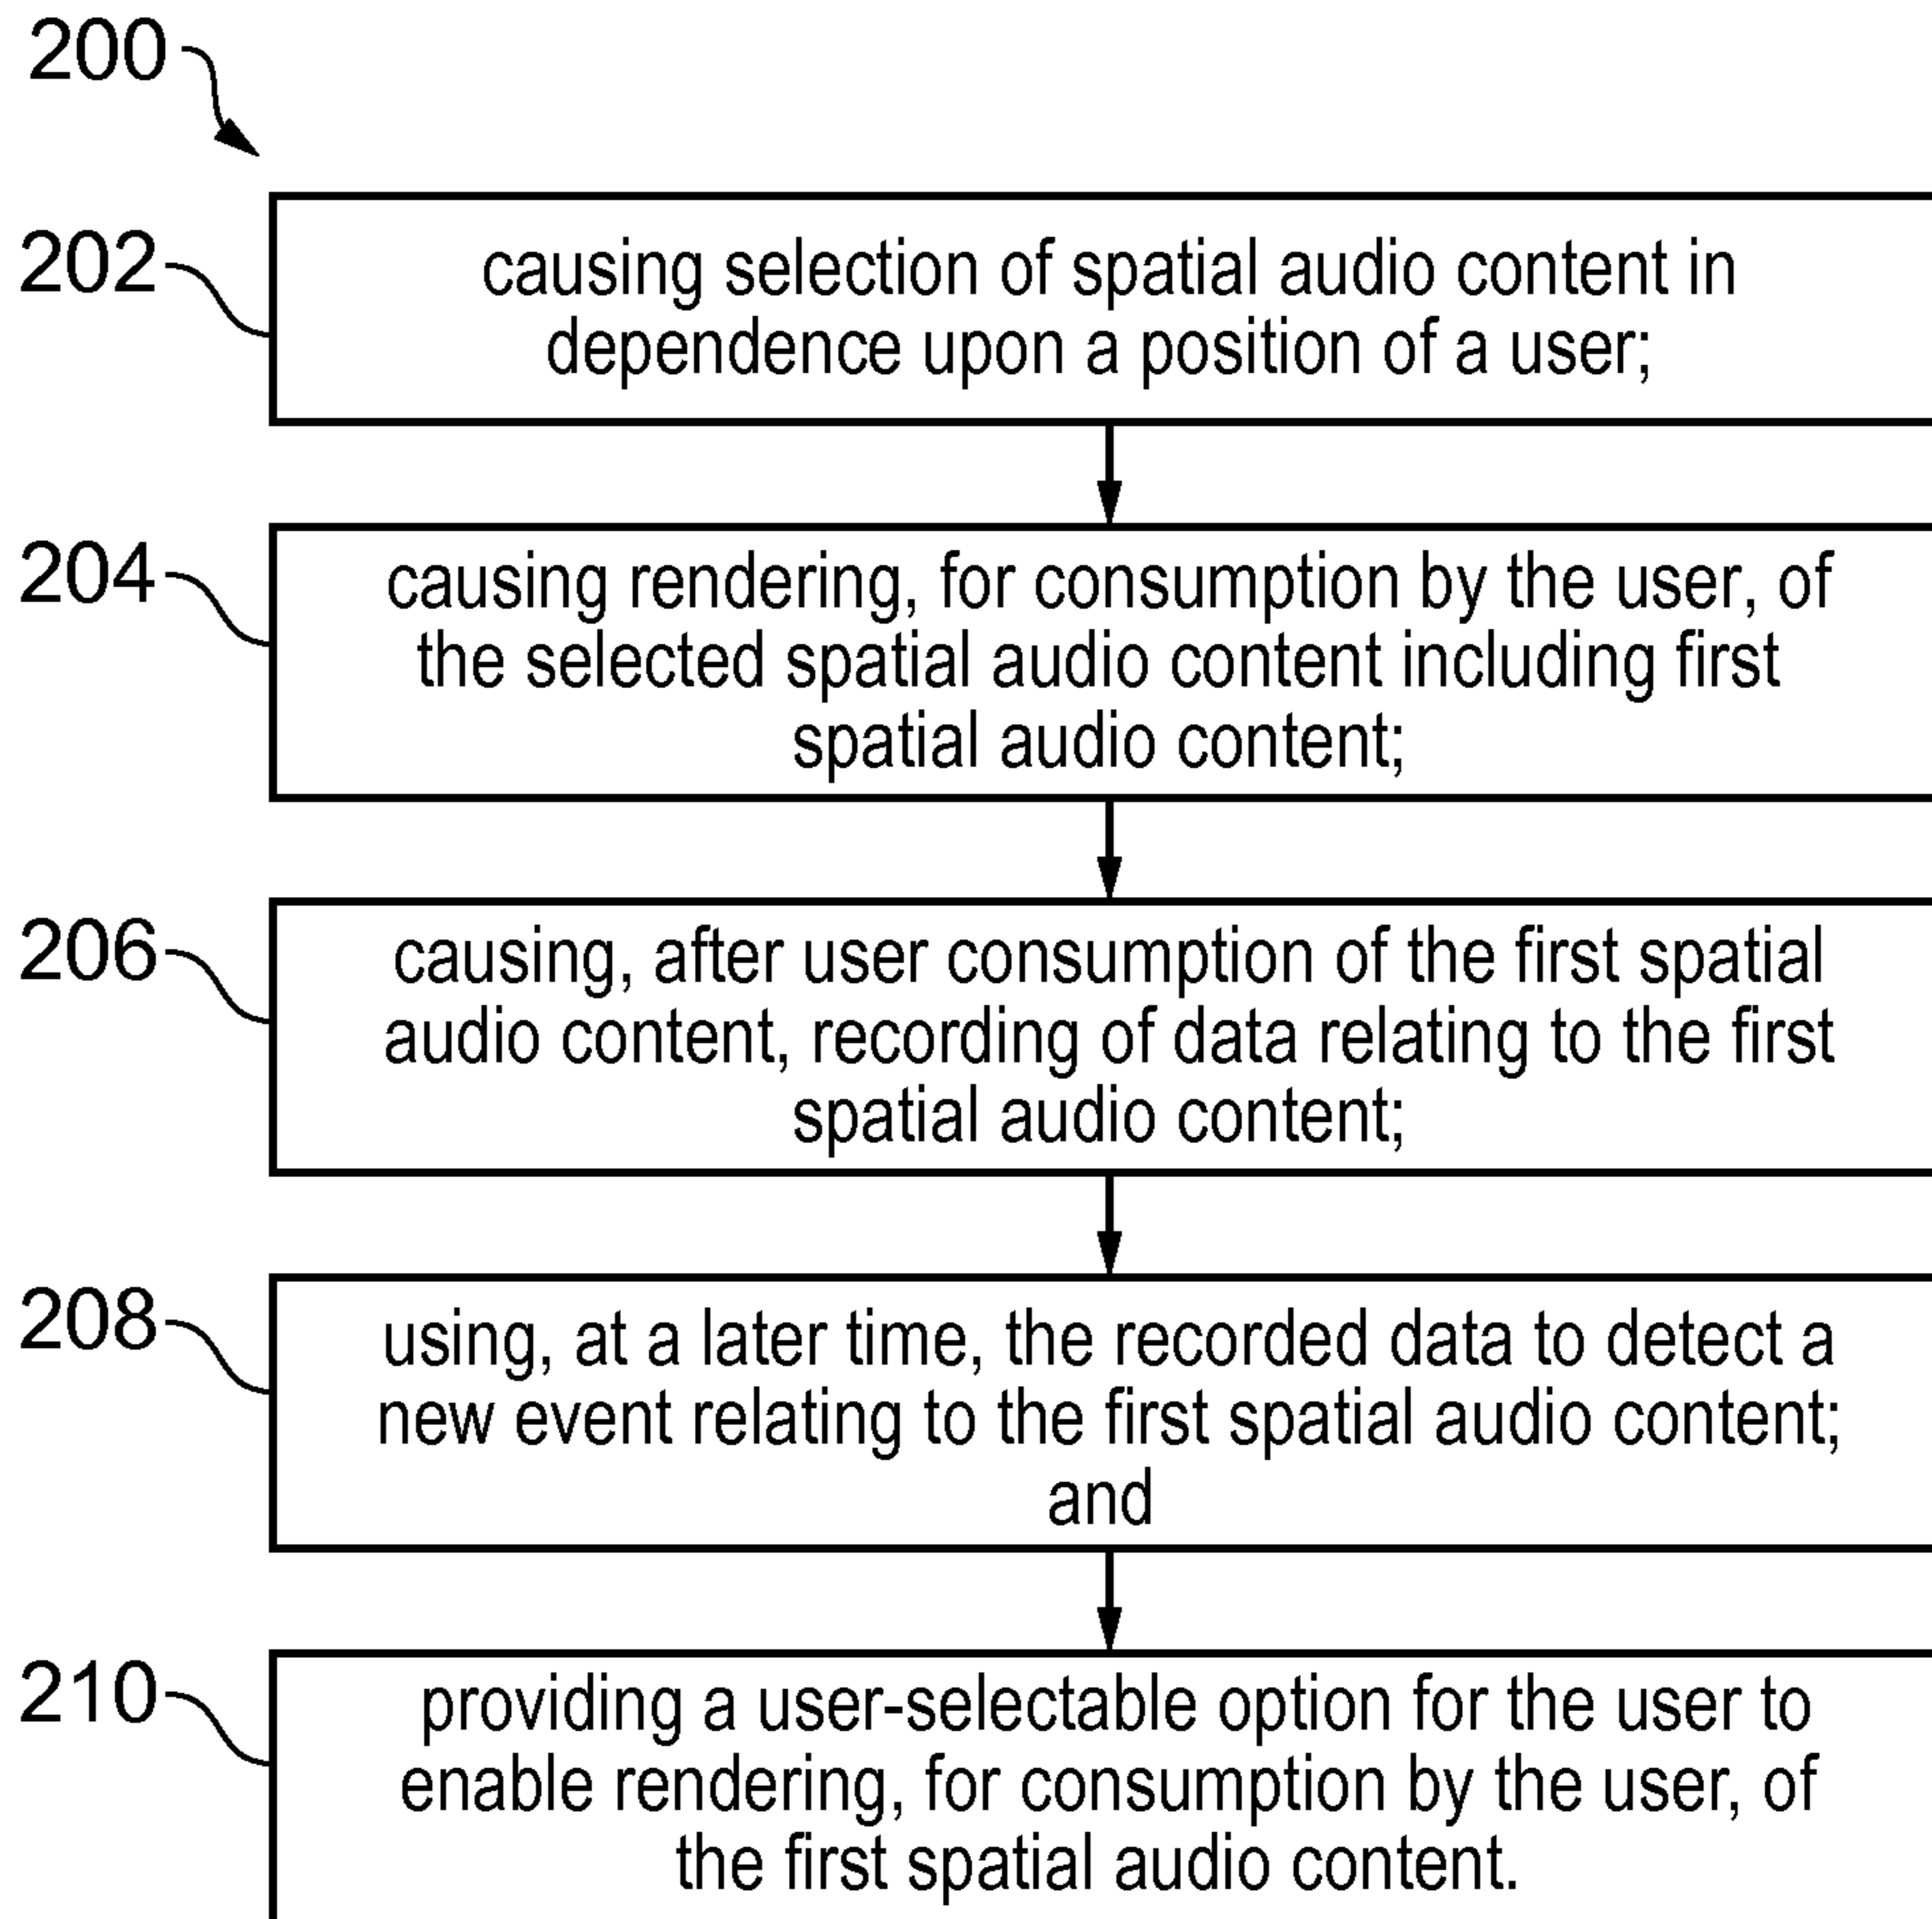 200
202
causing selection of spatial audio content in
dependence upon a position of a user;
204
causing rendering, for consumption by the user, of
the selected spatial audio content including first
spatial audio content;
206
causing, after user consumption of the first spatial
audio content, recording of data relating to the first
spatial audio content;
208
using, at a later time, the recorded data to detect a
new event relating to the first spatial audio content;
and
210
providing a user-selectable option for the user to
enable rendering, for consumption by the user, of
the first spatial audio content.